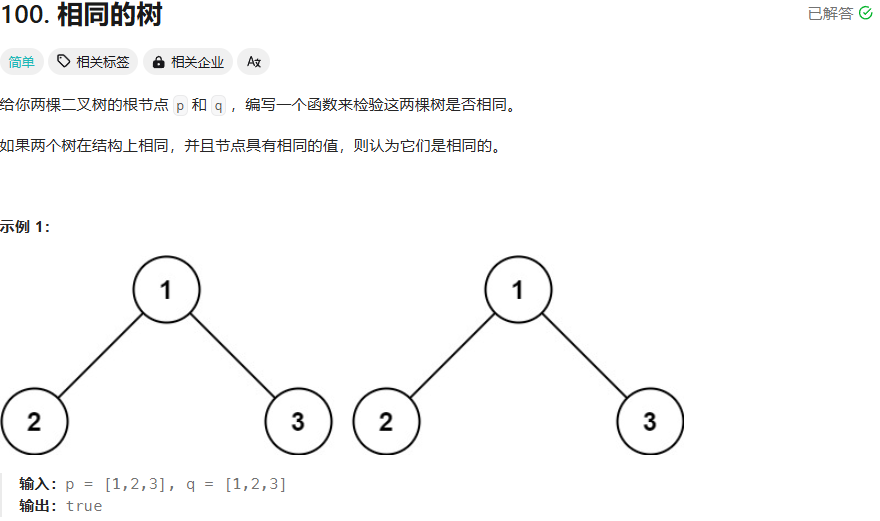 100. 相同的树
已解答
简单 相关标签 相关企业 A文
给你两棵二叉树的根节点 p 和 q ，编写一个函数来检验这两棵树是否相同。
如果两个树在结构上相同，并且节点具有相同的值，则认为它们是相同的。
示例 1：
1 1
2 3 2 3
输入：p = [1,2,3], q = [1,2,3]
输出：true